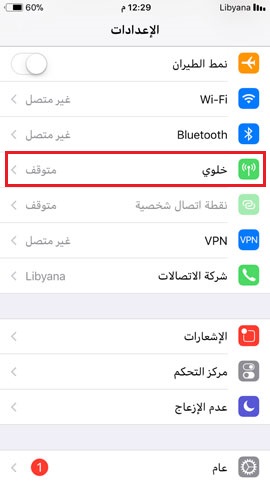 60% 12:29 م Libyana
الإعدادات
نمط الطيران
Wi-Fi غير متصل
Bluetooth غير متصل
خلوي متوقف
نقطة اتصال شخصية متوقف
VPN VPN غير متصل
شركة الاتصالات Libyana
الإشعارات
مركز التحكم
عدم الإزعاج
عام 1